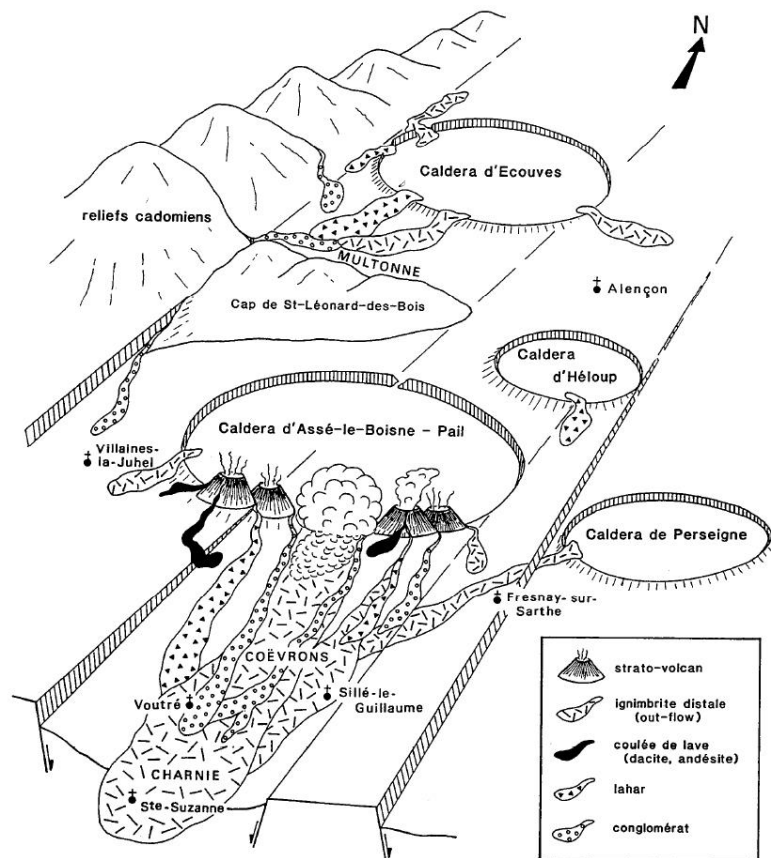 N
Caldera d'Ecouves
reliefs cadomiens
MULTONNE
Alençon
Cap de St-Léonard-des-Bois
Caldera
d'Héloup
Caldera d'Assé-le-Boisne – Pail
Villaines-
la-Juhel
Caldera de Perseigne
Fresnay-sur-
Sarthe
COËVRONS
Voutré
Sillé-le-
Guillaume
CHARNIE
Ste-Suzanne
strato-volcan
ignimbrite distale
(out-flow)
coulée de lave
(dacite, andésite)
lahar
conglomérat